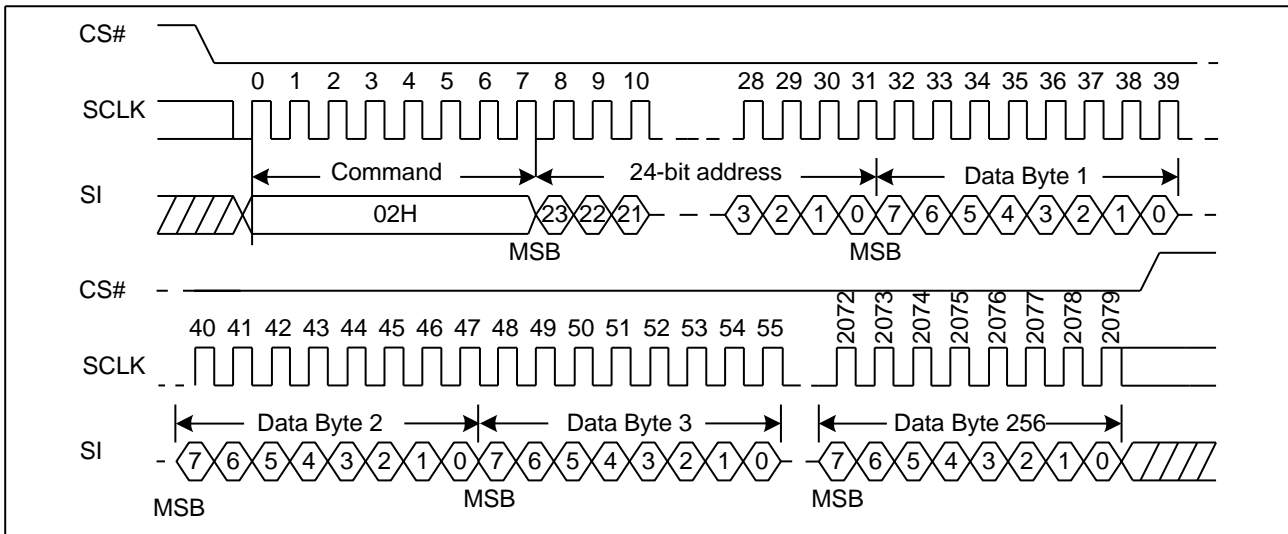 CS#
0 1 2 3 4 5 6 7 8 9 10 28 29 30 31 32 33 34 35 36 37 38 39
SCLK
Command 24-bit address Data Byte 1
SI
02H 23 22 21 3 2 1 0 7 6 5 4 3 2 1 0
MSB MSB
CS#
40 41 42 43 44 45 46 47 48 49 50 51 52 53 54 55 2072 2073 2074 2075 2076 2077 2078 2079
SCLK
Data Byte 2 Data Byte 3 Data Byte 256
SI
7 6 5 4 3 2 1 0 7 6 5 4 3 2 1 0 7 6 5 4 3 2 1 0
MSB MSB MSB